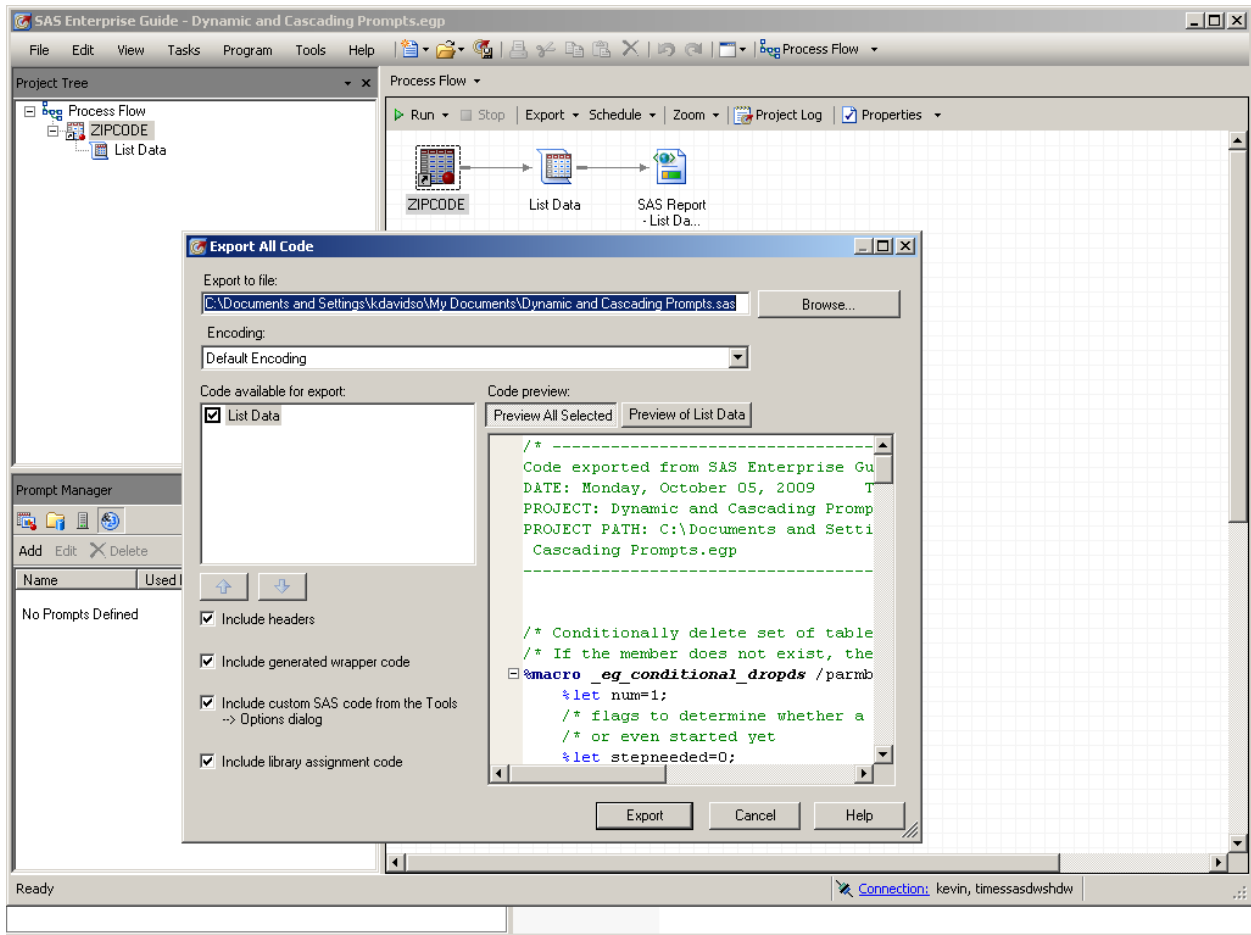 SAS Enterprise Guide - Dynamic and Cascading Prompts.egp
File Edit View Tasks Program Tools Help Process Flow
Project Tree
Process Flow
ZIPCODE
List Data
Process Flow
Run Stop Export Schedule Zoom Project Log Properties
ZIPCODE
List Data
SAS Report
- List Da...
Export All Code
Export to file:
C:\Documents and Settings\kdavidso\My Documents\Dynamic and Cascading Prompts.sas
Browse...
Encoding:
Default Encoding
Code available for export:
List Data
Include headers
Include generated wrapper code
Include custom SAS code from the Tools
--> Options dialog
Include library assignment code
Code preview:
Preview All Selected Preview of List Data
/* -----------------------------------
Code exported from SAS Enterprise Gu
DATE: Monday, October 05, 2009 T
PROJECT: Dynamic and Cascading Promp
PROJECT PATH: C:\Documents and Setti
Cascading Prompts.egp
--------------------------------------
/* Conditionally delete set of table
/* If the member does not exist, the
%macro _eg_conditional_dropds /parmb
%let num=1;
/* flags to determine whether a
/* or even started yet
%let stepneeded=0;
Export Cancel Help
Prompt Manager
Add Edit Delete
Name Used
No Prompts Defined
Ready
Connection: kevin, timessasdwshdw